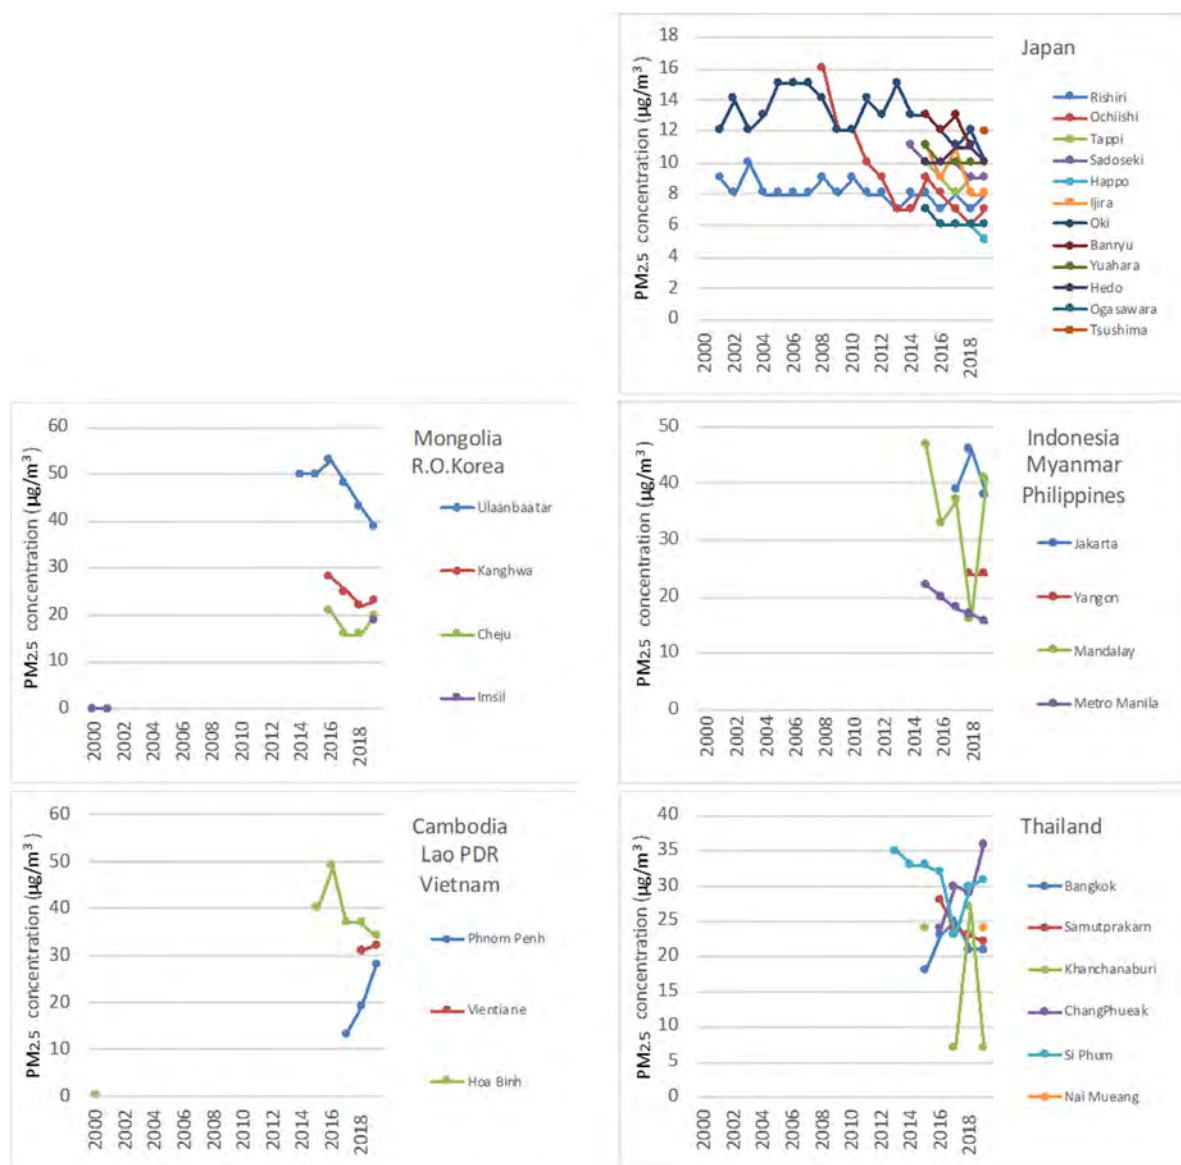 PM2.5 concentration (µg/m³)
18
16
14
12
10
8
6
4
2
0
2000
2002
2004
2006
2008
2010
2012
2014
2016
2018
Japan
Rishiri
Ochiishi
Tappi
Sadoseki
Happo
Ijira
Oki
Banryu
Yuahara
Hedo
Ogasawara
Tsushima
PM2.5 concentration (µg/m³)
60
50
40
30
20
10
0
2000
2002
2004
2006
2008
2010
2012
2014
2016
2018
Mongolia
R.O.Korea
Ulaanbaatar
Kanghwa
Cheju
Imsil
PM2.5 concentration (µg/m³)
50
40
30
20
10
0
2000
2002
2004
2006
2008
2010
2012
2014
2016
2018
Indonesia
Myanmar
Philippines
Jakarta
Yangon
Mandalay
Metro Manila
PM2.5 concentration (µg/m³)
60
50
40
30
20
10
0
2000
2002
2004
2006
2008
2010
2012
2014
2016
2018
Cambodia
Lao PDR
Vietnam
Phnom Penh
Vientiane
Hoa Binh
PM2.5 concentration (µg/m³)
40
35
30
25
20
15
10
5
0
2000
2002
2004
2006
2008
2010
2012
2014
2016
2018
Thailand
Bangkok
Samutprakarn
Khanchanaburi
ChangPhueak
Si Phum
Nai Mueang